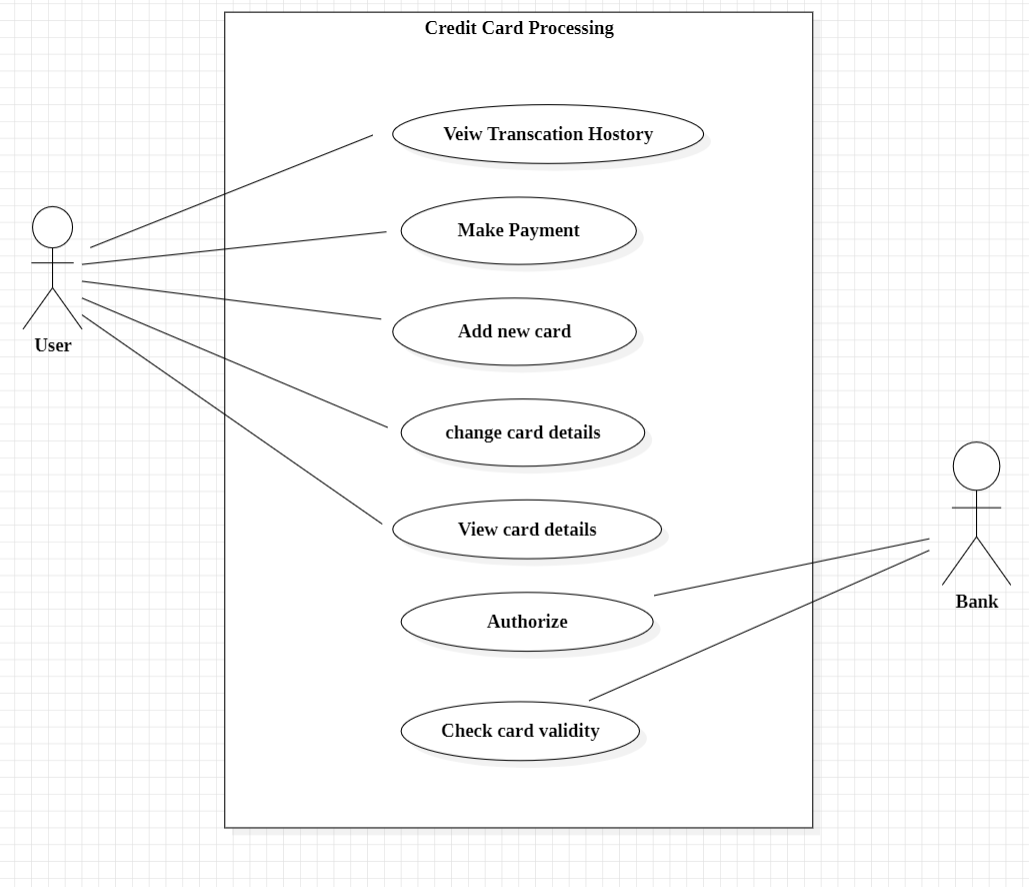 Credit Card Processing
Veiw Transcation Hostory
Make Payment
Add new card
User
change card details
View card details
Bank
Authorize
Check card validity